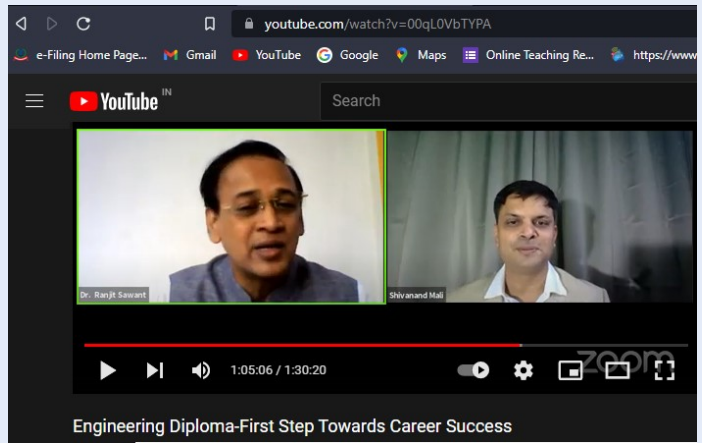 youtube.com/watch?v=00qL0VbTYPA
e-Filing Home Page... Gmail YouTube Google Maps Online Teaching Re... https://www
YouTube IN
Search
Dr. Ranjit Sawant
Shivanand Mali
1:05:06 / 1:30:20
zoom
Engineering Diploma-First Step Towards Career Success